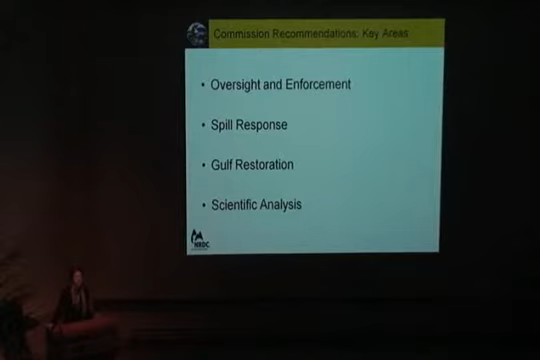 Commission Recommendations: Key Areas
• Oversight and Enforcement
• Spill Response
• Gulf Restoration
• Scientific Analysis
NRDC